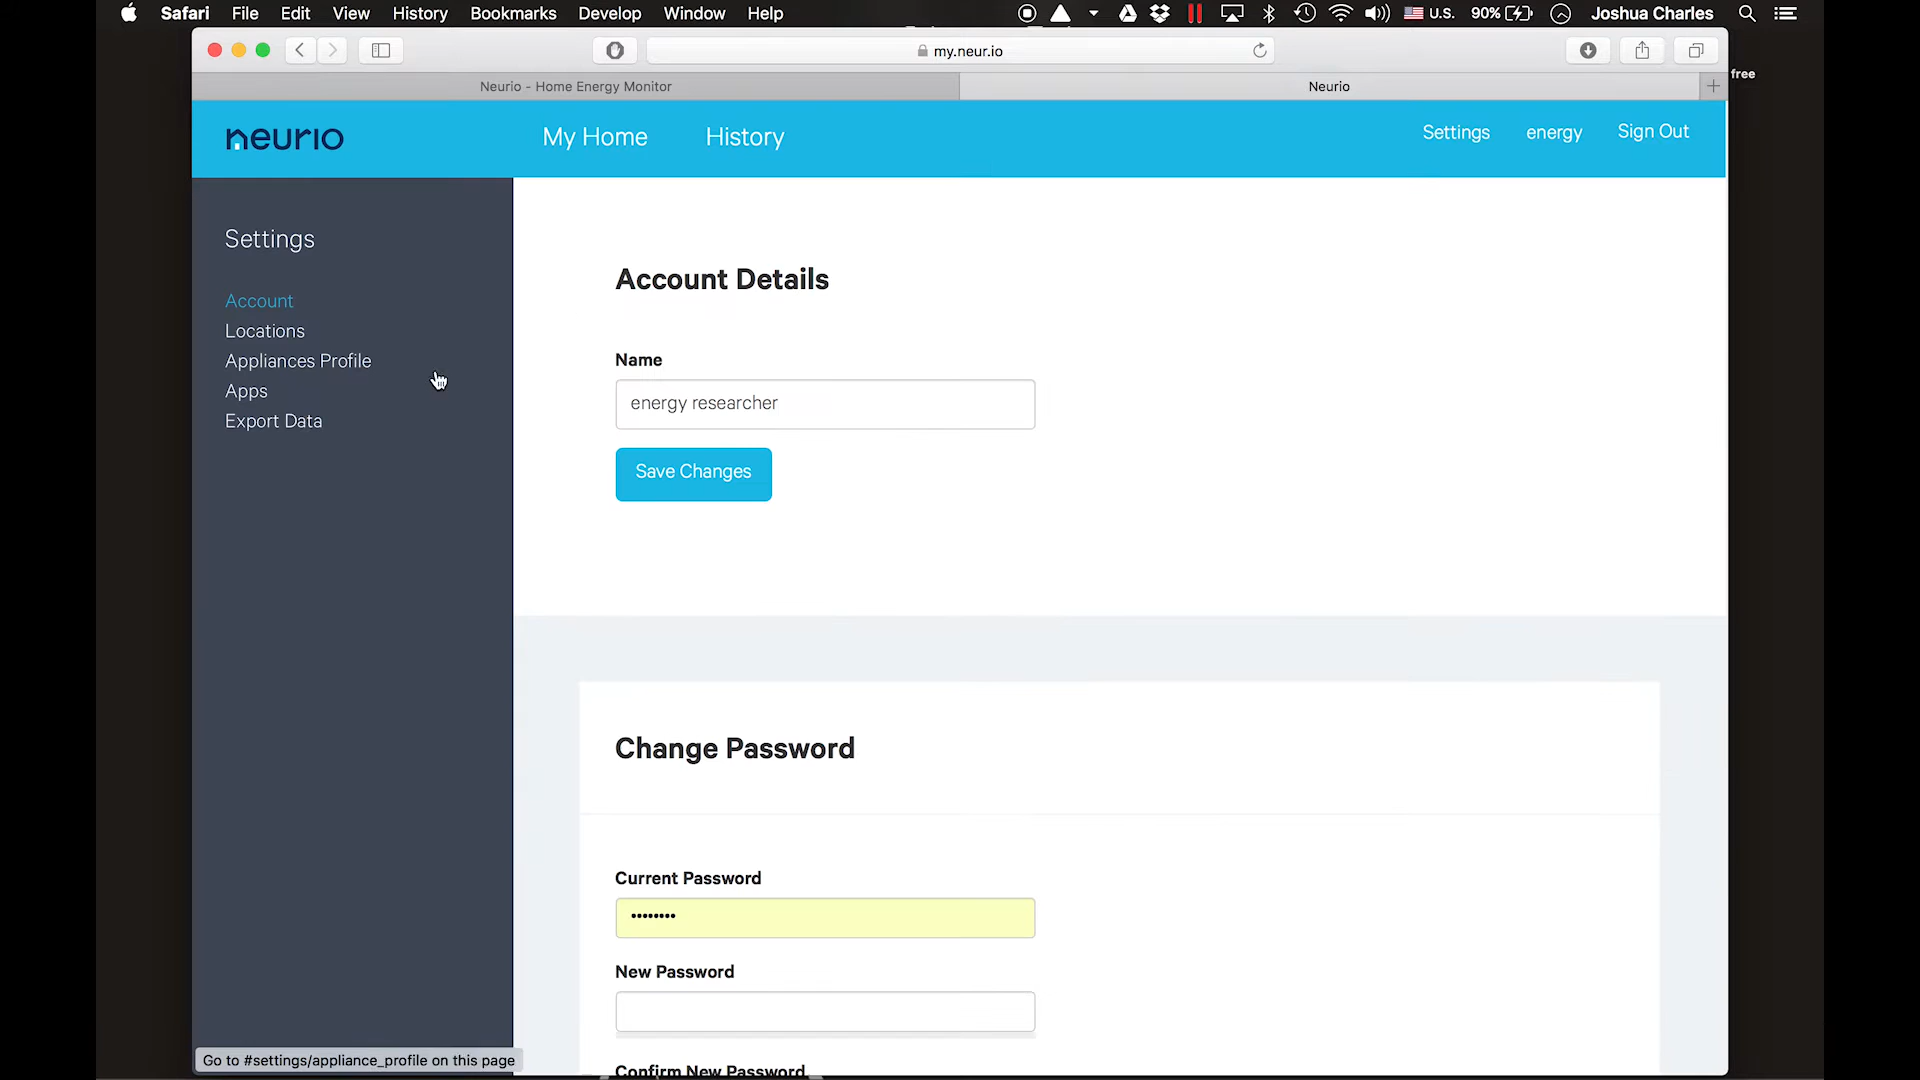 Safari File Edit View History Bookmarks Develop Window Help U.S. 90% Joshua Charles
my.neur.io
free
Neurio - Home Energy Monitor Neurio
neurio My Home History Settings energy Sign Out
Settings
Account
Locations
Appliances Profile
Apps
Export Data
Account Details
Name
energy researcher
Save Changes
Change Password
Current Password
••••••••
New Password
Confirm New Password
Go to #settings/appliance_profile on this page